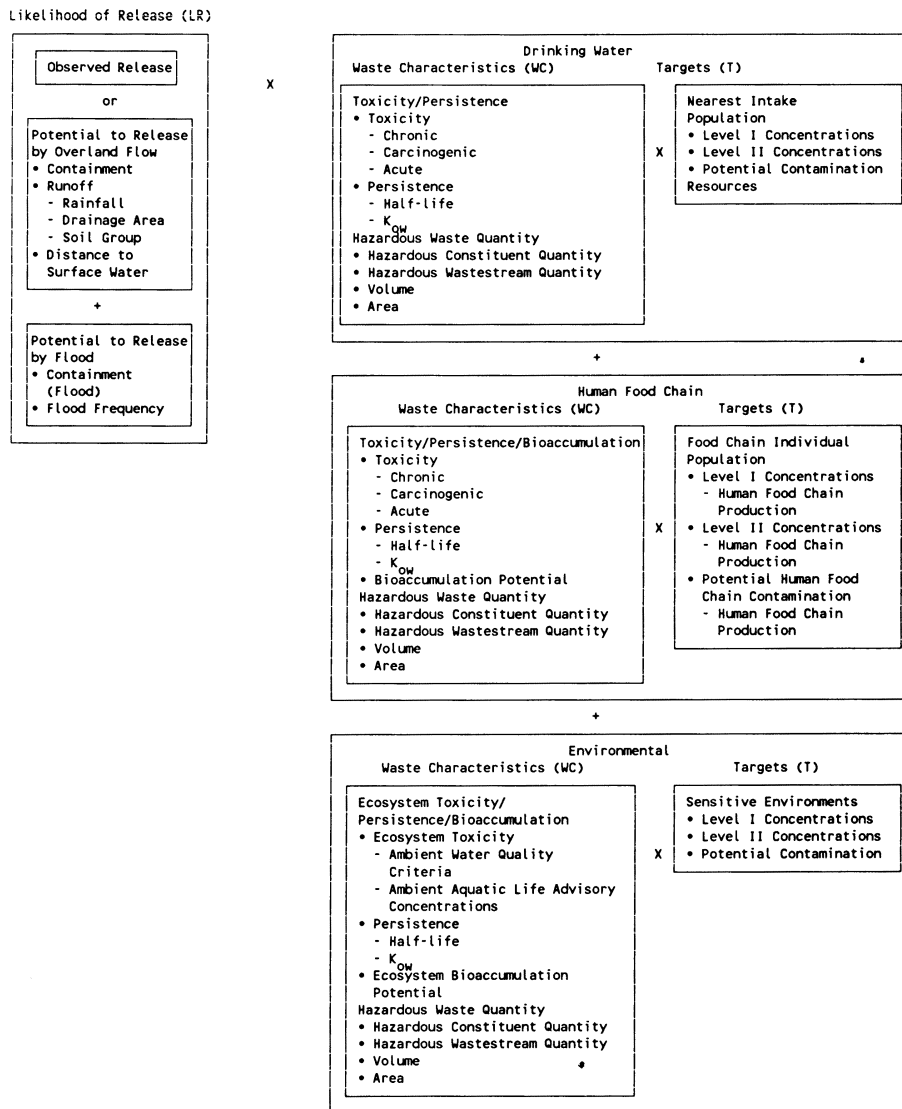 Likelihood of Release (LR)
Observed Release
or
Potential to Release
by Overland Flow
• Containment
• Runoff
- Rainfall
- Drainage Area
- Soil Group
• Distance to
Surface Water
+
Potential to Release
by Flood
• Containment
(Flood)
• Flood Frequency
X
Drinking Water
Waste Characteristics (WC)
Toxicity/Persistence
• Toxicity
- Chronic
- Carcinogenic
- Acute
• Persistence
- Half-life
- Kow
Hazardous Waste Quantity
• Hazardous Constituent Quantity
• Hazardous Wastestream Quantity
• Volume
• Area
X
Targets (T)
Nearest Intake
Population
• Level I Concentrations
• Level II Concentrations
• Potential Contamination
Resources
+
Human Food Chain
Waste Characteristics (WC)
Toxicity/Persistence/Bioaccumulation
• Toxicity
- Chronic
- Carcinogenic
- Acute
• Persistence
- Half-life
- Kow
• Bioaccumulation Potential
Hazardous Waste Quantity
• Hazardous Constituent Quantity
• Hazardous Wastestream Quantity
• Volume
• Area
X
Targets (T)
Food Chain Individual
Population
• Level I Concentrations
- Human Food Chain
Production
• Level II Concentrations
- Human Food Chain
Production
• Potential Human Food
Chain Contamination
- Human Food Chain
Production
+
Environmental
Waste Characteristics (WC)
Ecosystem Toxicity/
Persistence/Bioaccumulation
• Ecosystem Toxicity
- Ambient Water Quality
Criteria
- Ambient Aquatic Life Advisory
Concentrations
• Persistence
- Half-life
- Kow
• Ecosystem Bioaccumulation
Potential
Hazardous Waste Quantity
• Hazardous Constituent Quantity
• Hazardous Wastestream Quantity
• Volume
• Area
X
Targets (T)
Sensitive Environments
• Level I Concentrations
• Level II Concentrations
• Potential Contamination